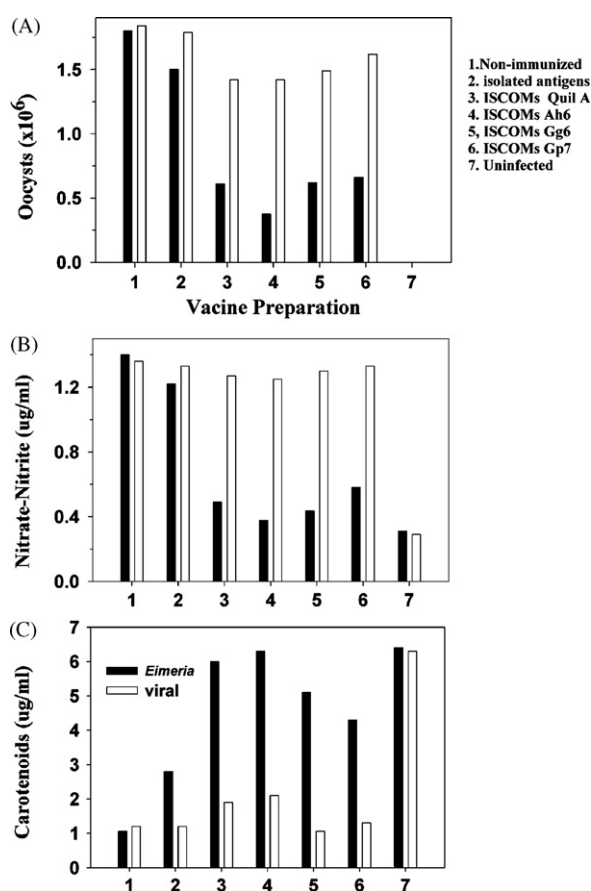 (A)
1.5
1.0
0.5
0.0
Oocysts (x10⁶)
1 2 3 4 5 6 7
Vacine Preparation
1.Non-immunized
2. isolated antigens
3. ISCOMs Quil A
4. ISCOMs Ah6
5, ISCOMs Gg6
6. ISCOMs Gp7
7. Uninfected
(B)
1.2
0.8
0.4
0.0
Nitrate-Nitrite (ug/ml)
1 2 3 4 5 6 7
(C)
7
6
5
4
3
2
1
0
Carotenoids (ug/ml)
Eimeria
viral
1 2 3 4 5 6 7